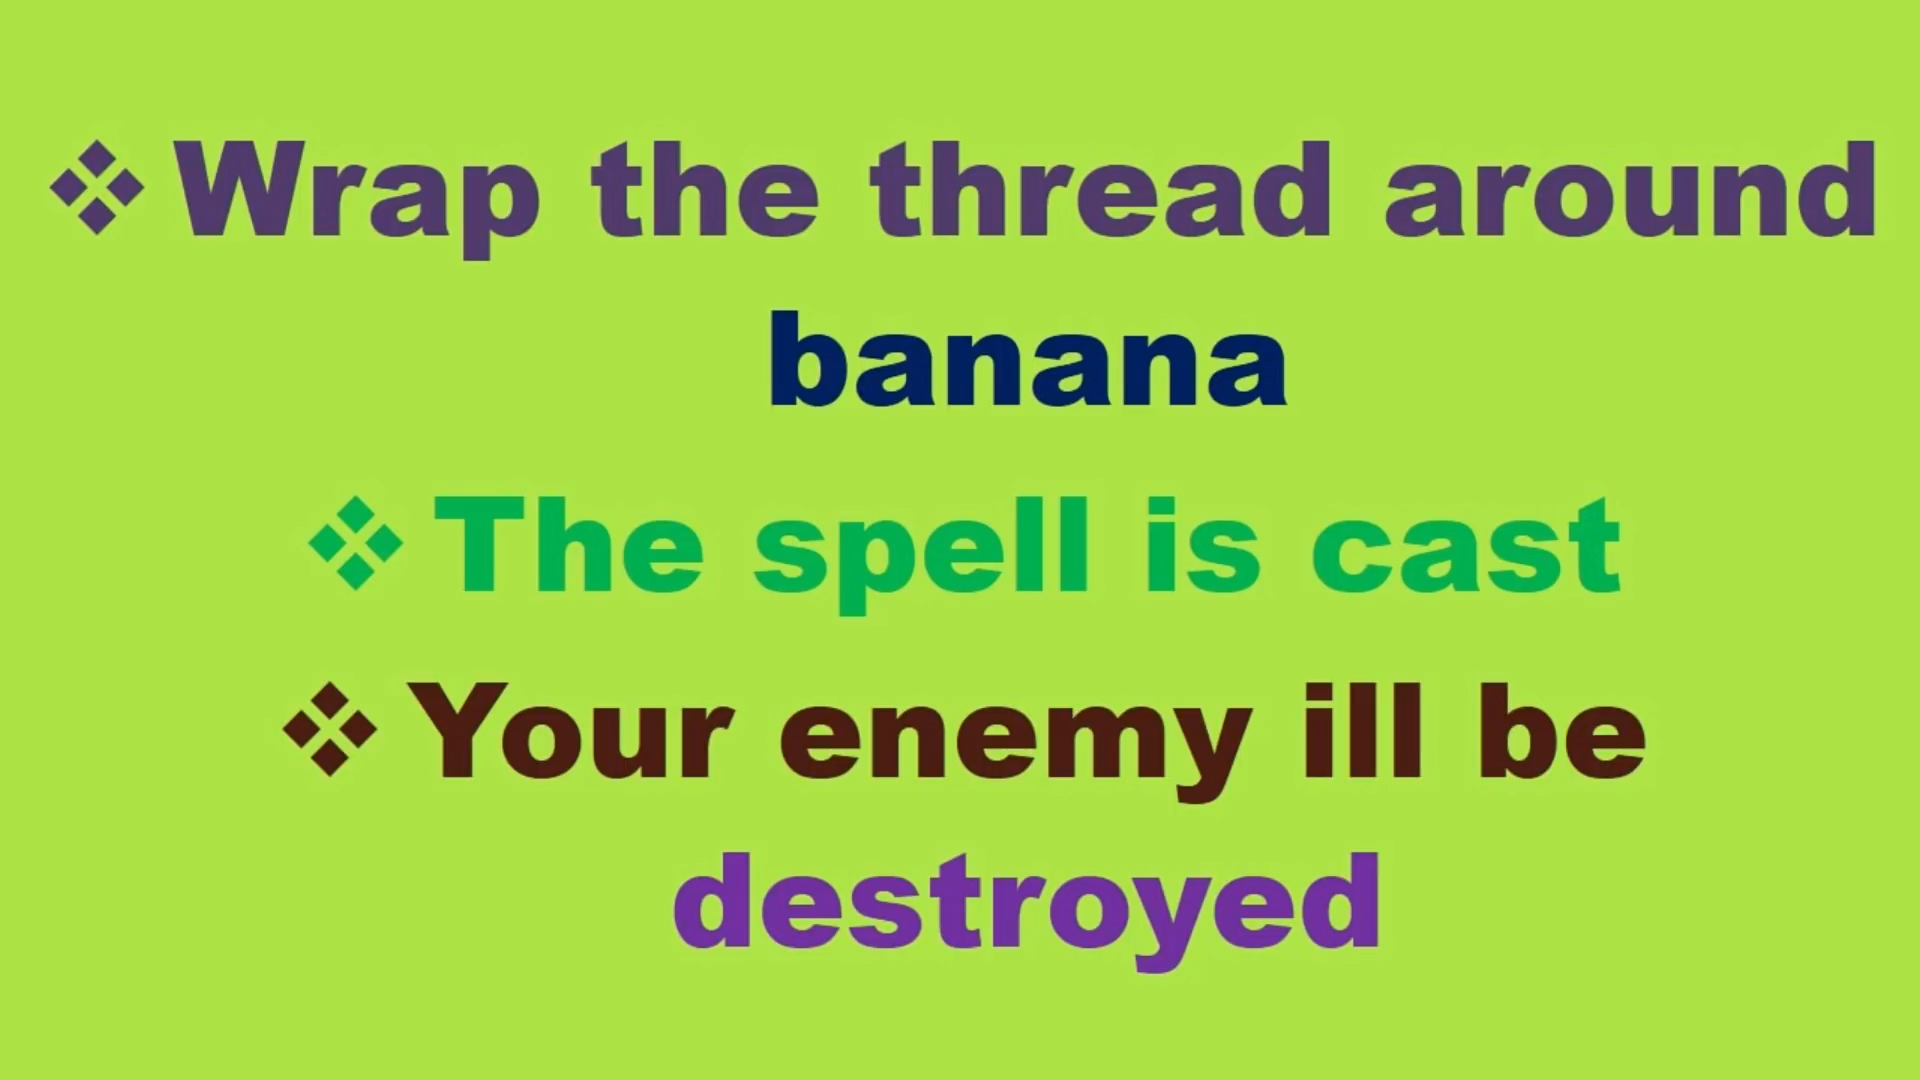 ❖ Wrap the thread around
banana
❖ The spell is cast
❖ Your enemy ill be
destroyed